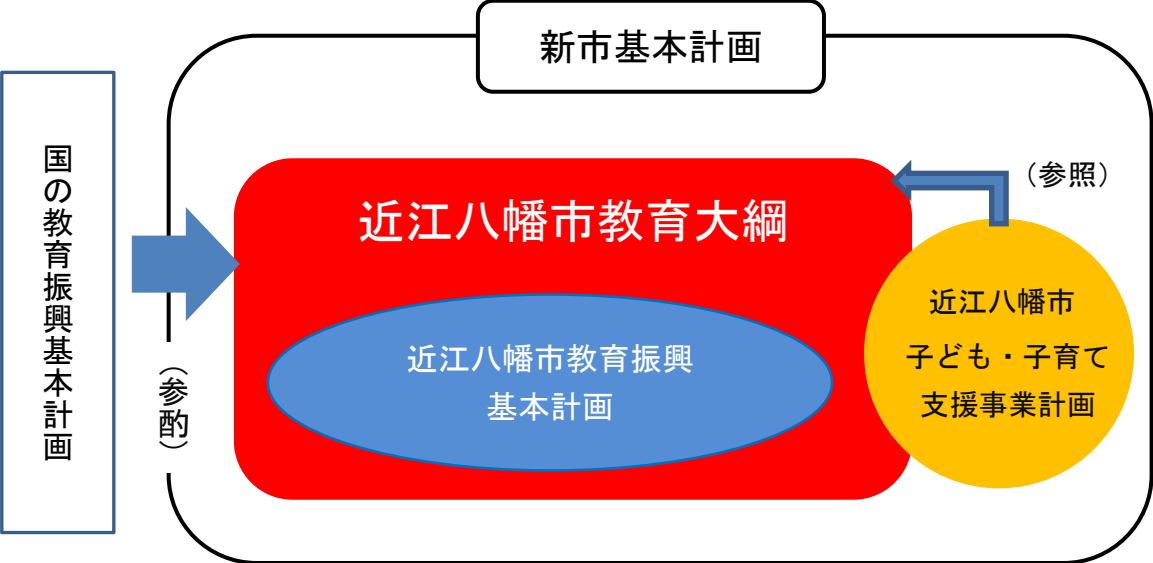 新市基本計画
国の教育振興基本計画
（参酌）
近江八幡市教育大綱
近江八幡市教育振興
基本計画
（参照）
近江八幡市
子ども・子育て
支援事業計画